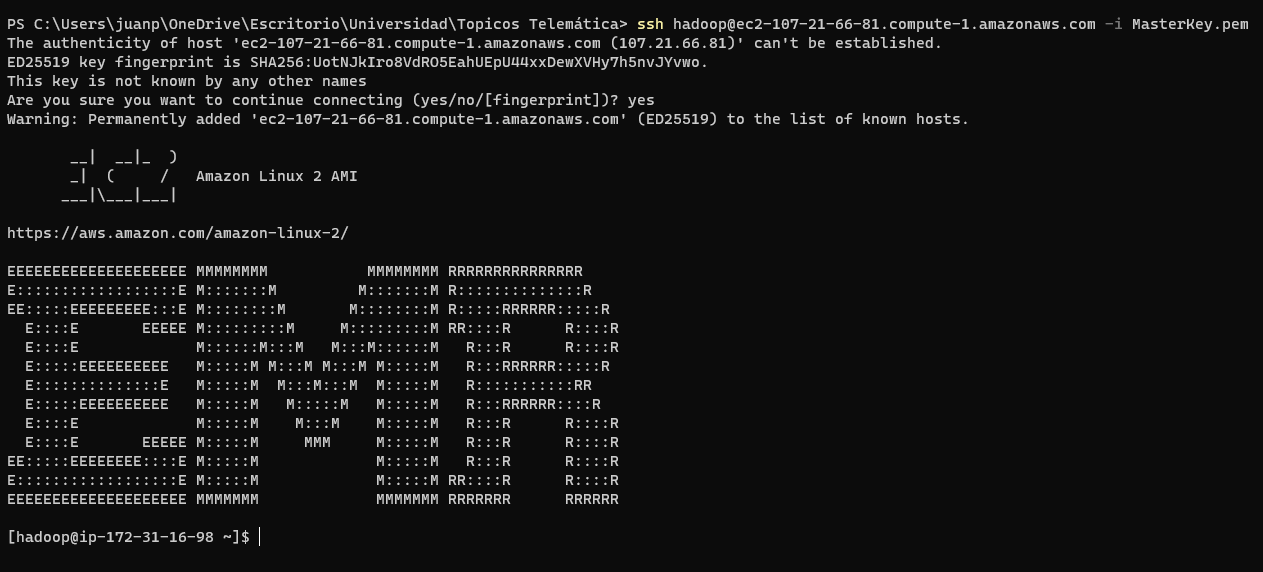 PS C:\Users\juanp\OneDrive\Escritorio\Universidad\Topicos Telemática> ssh hadoop@ec2-107-21-66-81.compute-1.amazonaws.com -i MasterKey.pem
The authenticity of host 'ec2-107-21-66-81.compute-1.amazonaws.com (107.21.66.81)' can't be established.
ED25519 key fingerprint is SHA256:UotNJkIro8VdRO5EahUEpU44xxDewXVHy7h5nvJYvwo.
This key is not known by any other names
Are you sure you want to continue connecting (yes/no/[fingerprint])? yes
Warning: Permanently added 'ec2-107-21-66-81.compute-1.amazonaws.com' (ED25519) to the list of known hosts.

       __|  __|_  )
       _|  (     /   Amazon Linux 2 AMI
      ___|\___|___|

https://aws.amazon.com/amazon-linux-2/

EEEEEEEEEEEEEEEEEEEE MMMMMMMM           MMMMMMMM RRRRRRRRRRRRRRR
E::::::::::::::::::E M:::::::M         M:::::::M R::::::::::::::R
EE:::::EEEEEEEEE:::E M::::::::M       M::::::::M R:::::RRRRRR:::::R
  E::::E       EEEEE M:::::::::M     M:::::::::M RR::::R      R::::R
  E::::E             M::::::M:::M   M:::M::::::M   R:::R      R::::R
  E:::::EEEEEEEEEE   M:::::M M:::M M:::M M:::::M   R:::RRRRRR:::::R
  E::::::::::::::E   M:::::M  M:::M:::M  M:::::M   R:::::::::::RR
  E:::::EEEEEEEEEE   M:::::M   M:::::M   M:::::M   R:::RRRRRR::::R
  E::::E             M:::::M    M:::M    M:::::M   R:::R      R::::R
  E::::E       EEEEE M:::::M     MMM     M:::::M   R:::R      R::::R
EE:::::EEEEEEEE::::E M:::::M             M:::::M   R:::R      R::::R
E::::::::::::::::::E M:::::M             M:::::M RR::::R      R::::R
EEEEEEEEEEEEEEEEEEEE MMMMMMM             MMMMMMM RRRRRRR      RRRRRR

[hadoop@ip-172-31-16-98 ~]$